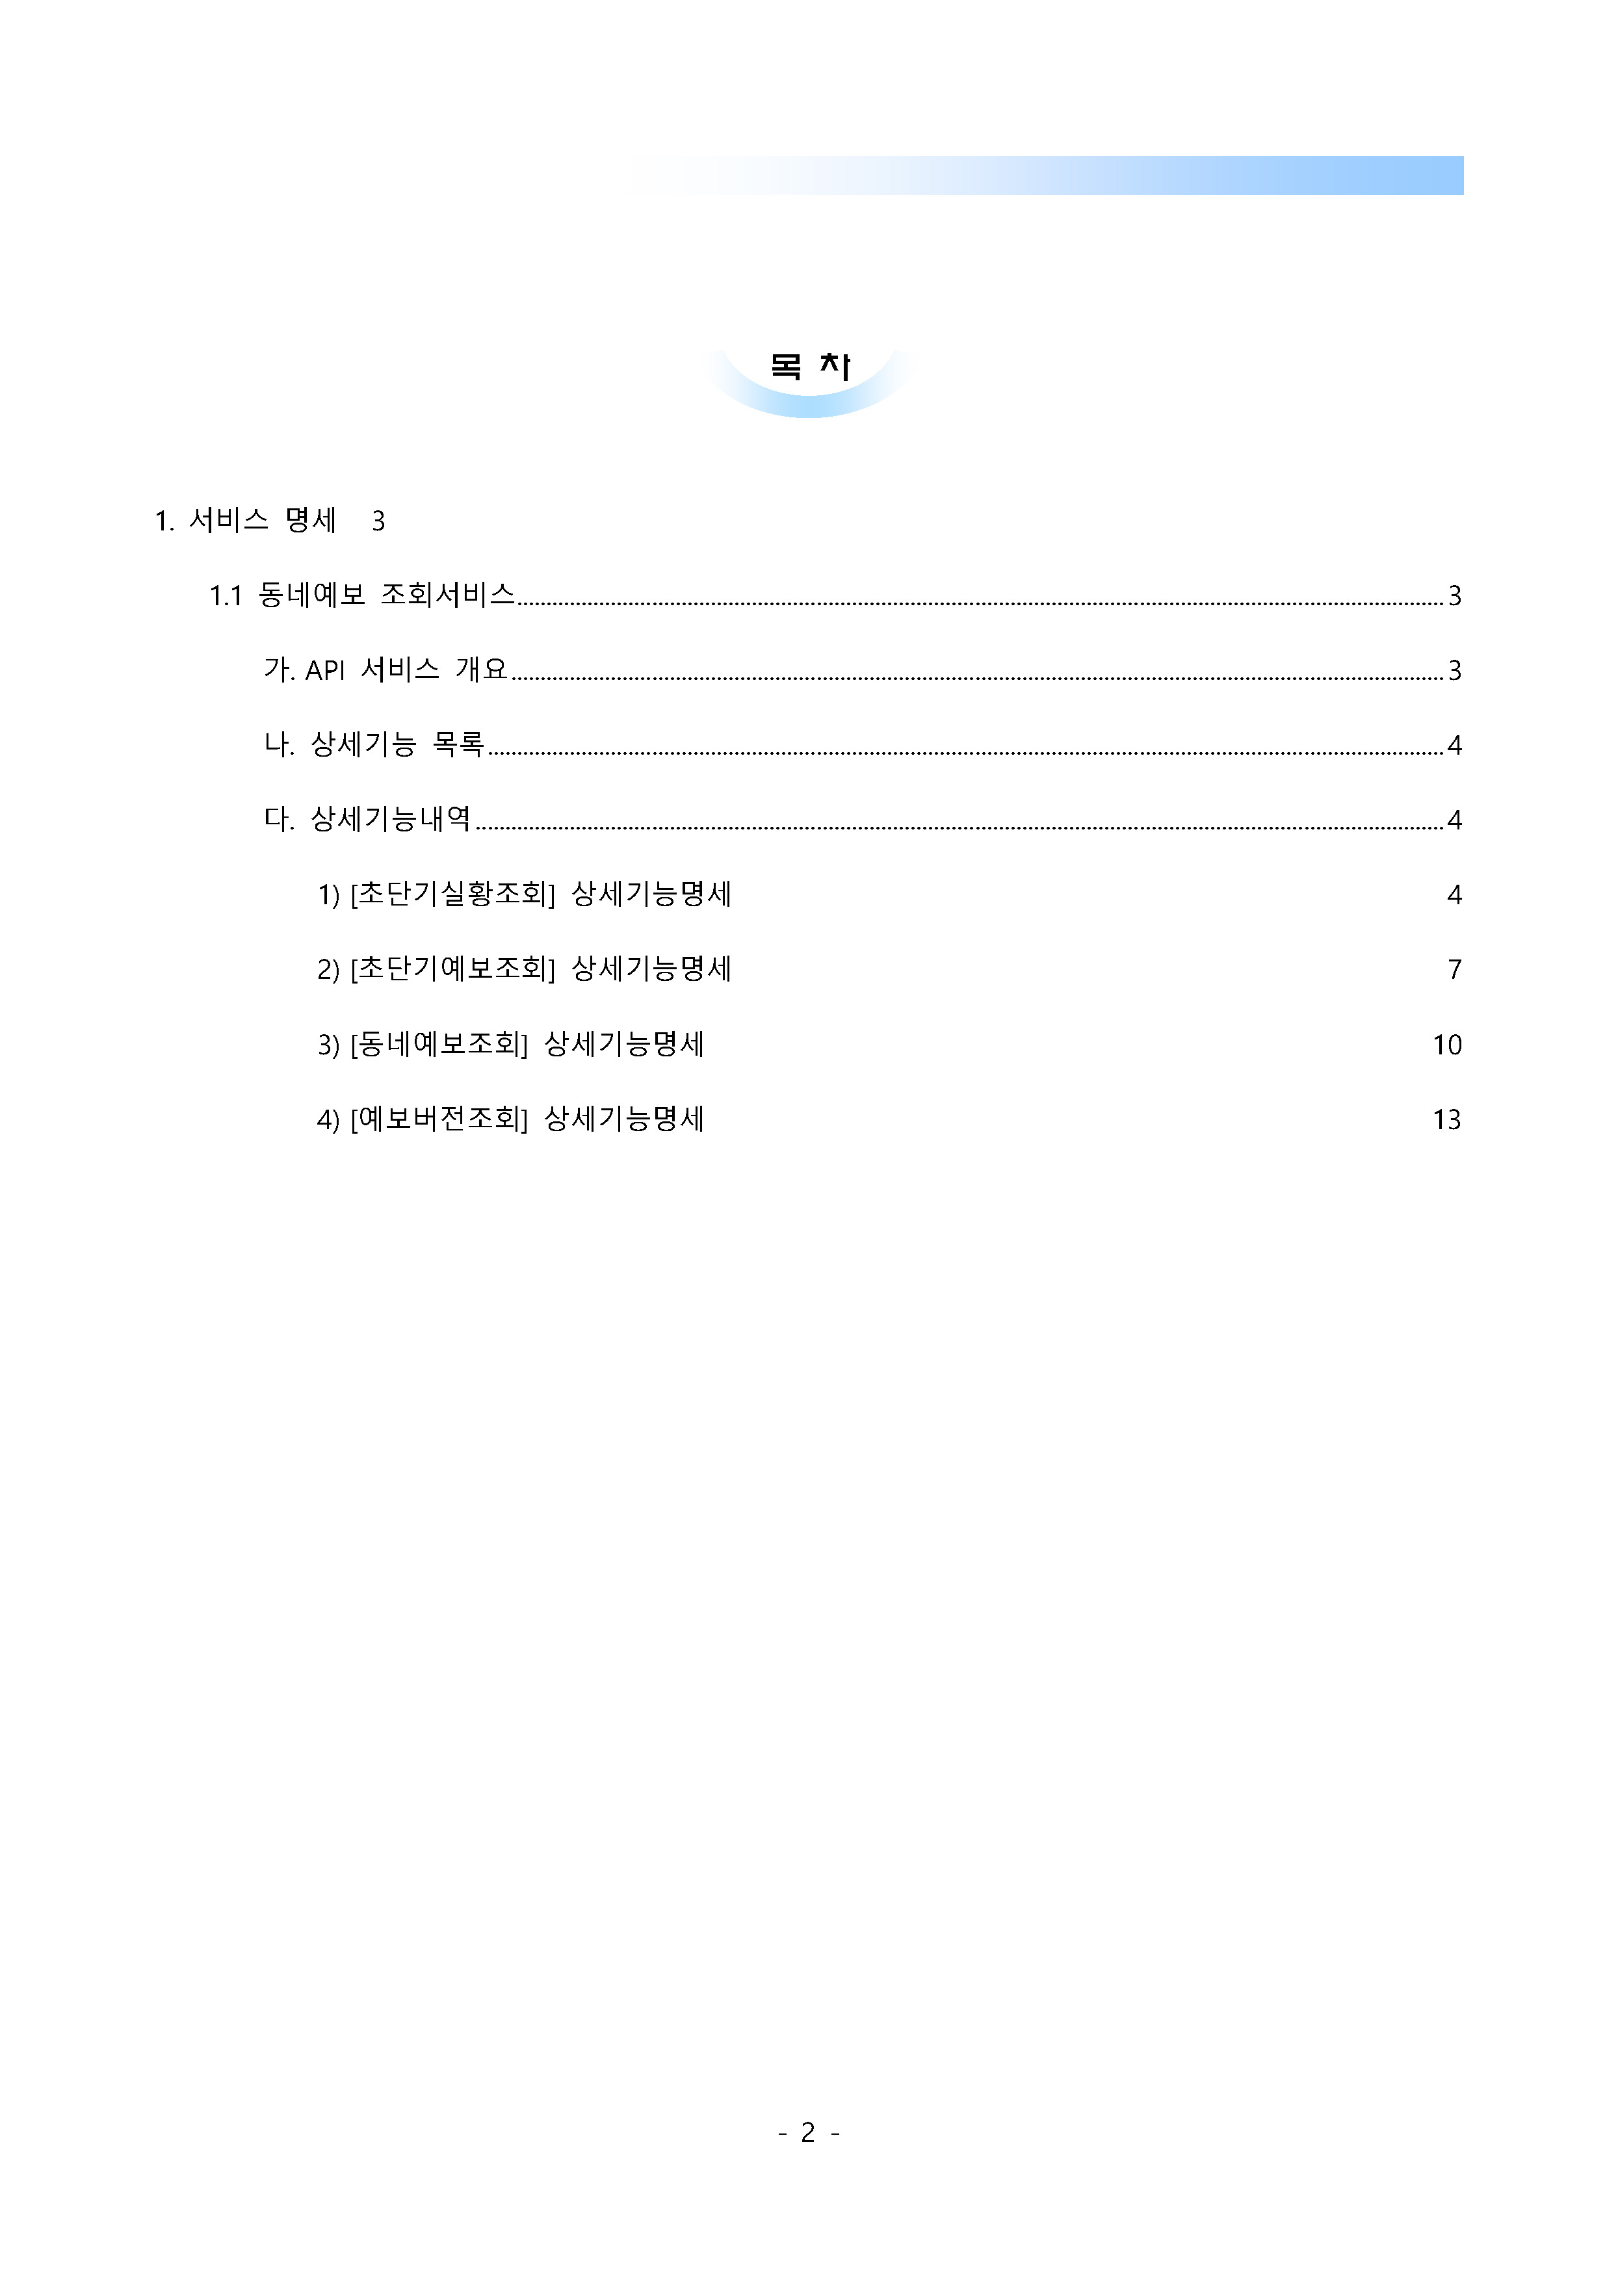 목 차
1. 서비스 명세 3
1.1 동네예보 조회서비스 3
가. API 서비스 개요 3
나. 상세기능 목록 4
다. 상세기능내역 4
1) [초단기실황조회] 상세기능명세 4
2) [초단기예보조회] 상세기능명세 7
3) [동네예보조회] 상세기능명세 10
4) [예보버전조회] 상세기능명세 13
- 2 -